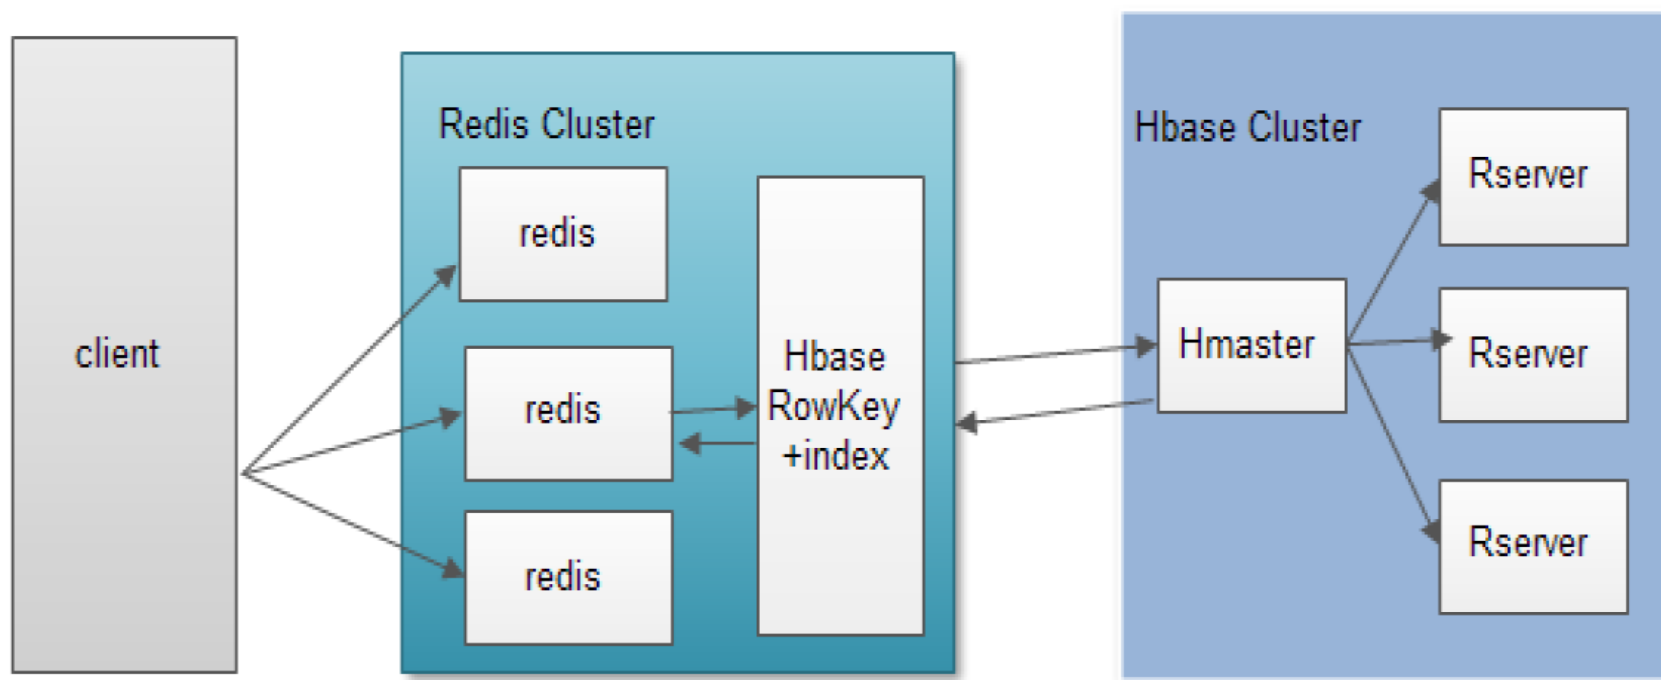 client
Redis Cluster
redis
redis
redis
Hbase
RowKey
+index
Hbase Cluster
Hmaster
Rserver
Rserver
Rserver